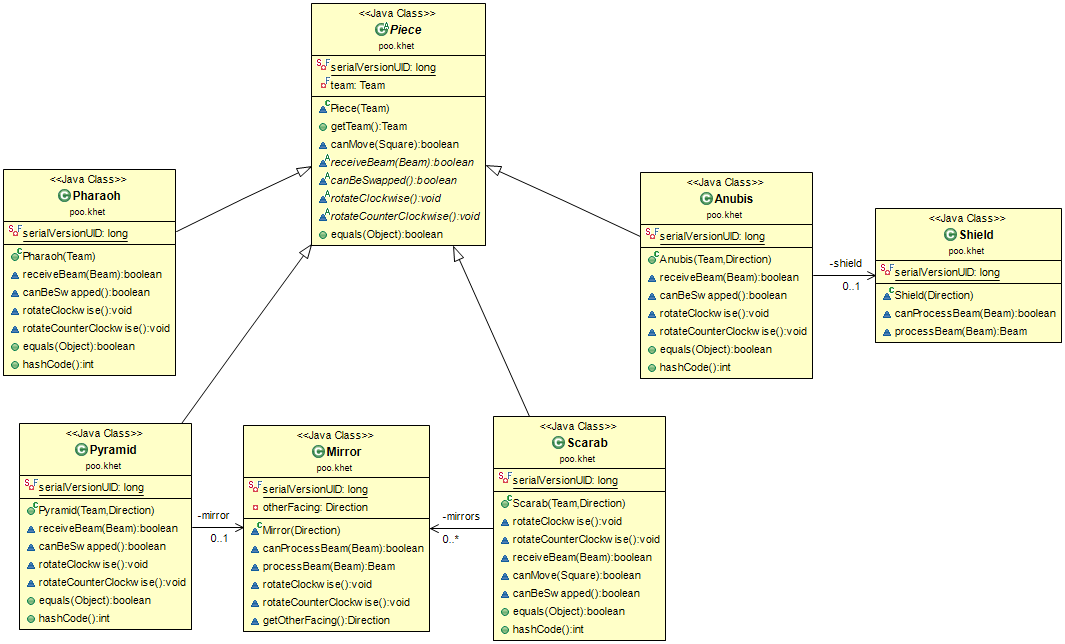 <<Java Class>>
Piece
poo.khet
serialVersionUID: long
team: Team
Piece(Team)
getTeam():Team
canMove(Square):boolean
receiveBeam(Beam):boolean
canBeSwapped():boolean
rotateClockwise():void
rotateCounterClockwise():void
equals(Object):boolean
<<Java Class>>
Pharaoh
poo.khet
serialVersionUID: long
Pharaoh(Team)
receiveBeam(Beam):boolean
canBeSwapped():boolean
rotateClockwise():void
rotateCounterClockwise():void
equals(Object):boolean
hashCode():int
<<Java Class>>
Anubis
poo.khet
serialVersionUID: long
Anubis(Team,Direction)
receiveBeam(Beam):boolean
canBeSwapped():boolean
rotateClockwise():void
rotateCounterClockwise():void
equals(Object):boolean
hashCode():int
-shield
0..1
<<Java Class>>
Shield
poo.khet
serialVersionUID: long
Shield(Direction)
canProcessBeam(Beam):boolean
processBeam(Beam):Beam
<<Java Class>>
Pyramid
poo.khet
serialVersionUID: long
Pyramid(Team,Direction)
receiveBeam(Beam):boolean
canBeSwapped():boolean
rotateClockwise():void
rotateCounterClockwise():void
equals(Object):boolean
hashCode():int
-mirror
0..1
<<Java Class>>
Mirror
poo.khet
serialVersionUID: long
otherFacing: Direction
Mirror(Direction)
canProcessBeam(Beam):boolean
processBeam(Beam):Beam
rotateClockwise():void
rotateCounterClockwise():void
getOtherFacing():Direction
-mirrors
0..*
<<Java Class>>
Scarab
poo.khet
serialVersionUID: long
Scarab(Team,Direction)
rotateClockwise():void
rotateCounterClockwise():void
receiveBeam(Beam):boolean
canMove(Square):boolean
canBeSwapped():boolean
equals(Object):boolean
hashCode():int